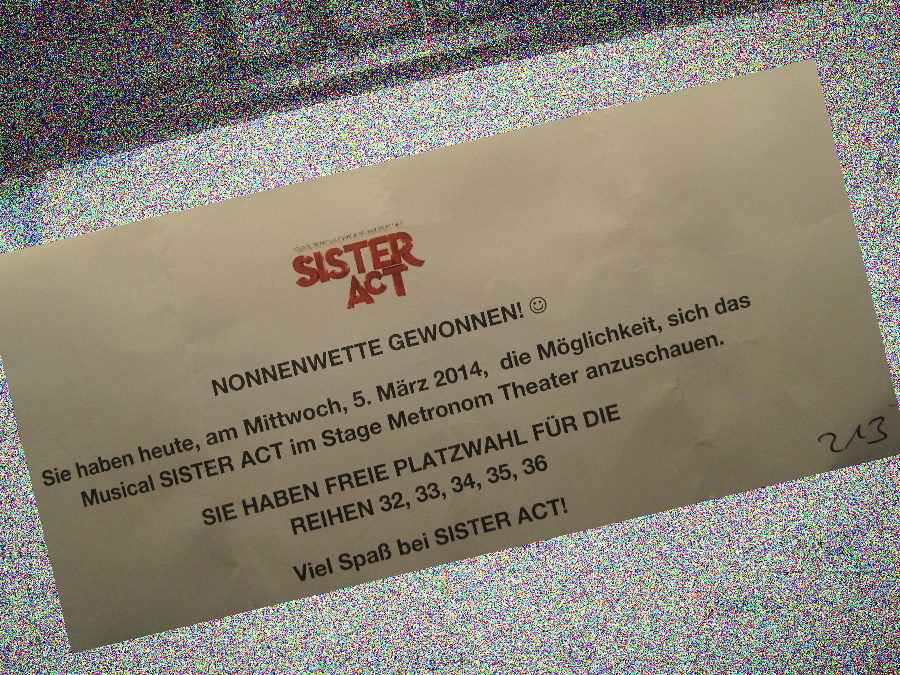 SISTER
ACT
NONNENWETTE GEWONNEN! ☺
Sie haben heute, am Mittwoch, 5. März 2014, die Möglichkeit, sich das
Musical SISTER ACT im Stage Metronom Theater anzuschauen.
SIE HABEN FREIE PLATZWAHL FÜR DIE
REIHEN 32, 33, 34, 35, 36
Viel Spaß bei SISTER ACT!
213